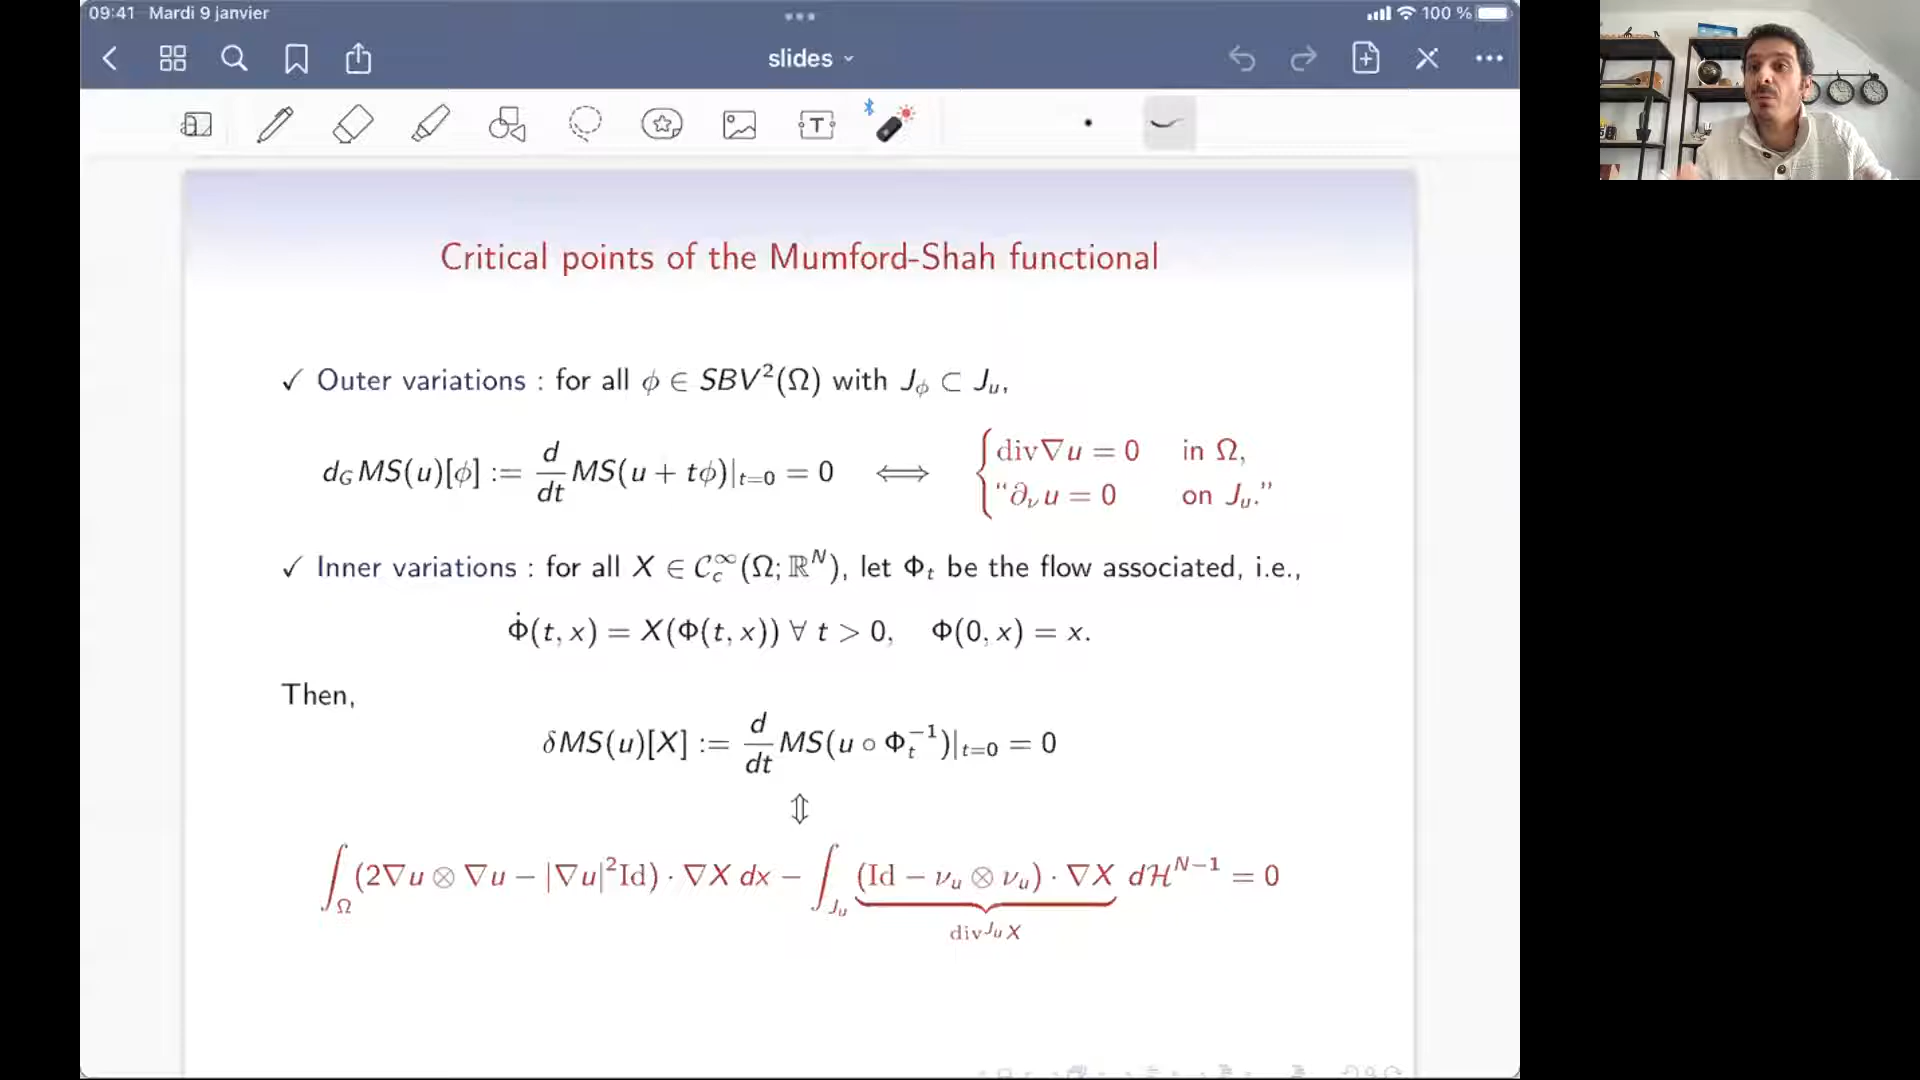 09:41 Mardi 9 janvier
100 %
slides
Critical points of the Mumford-Shah functional
✓ Outer variations : for all ϕ ∈ SBV²(Ω) with J_ϕ ⊂ J_u,
d_G MS(u)[ϕ] := d/dt MS(u + tϕ)|_{t=0} = 0 ⟺ { div∇u = 0 in Ω,
“∂_ν u = 0 on J_u.”
✓ Inner variations : for all X ∈ C_c^∞(Ω; ℝ^N), let Φ_t be the flow associated, i.e.,
Φ̇(t, x) = X(Φ(t, x)) ∀ t > 0, Φ(0, x) = x.
Then,
δMS(u)[X] := d/dt MS(u ∘ Φ_t^{−1})|_{t=0} = 0
⇕
∫_Ω (2∇u ⊗ ∇u − |∇u|²Id) · ∇X dx − ∫_{J_u} (Id − ν_u ⊗ ν_u) · ∇X dH^{N−1} = 0
div^{J_u} X